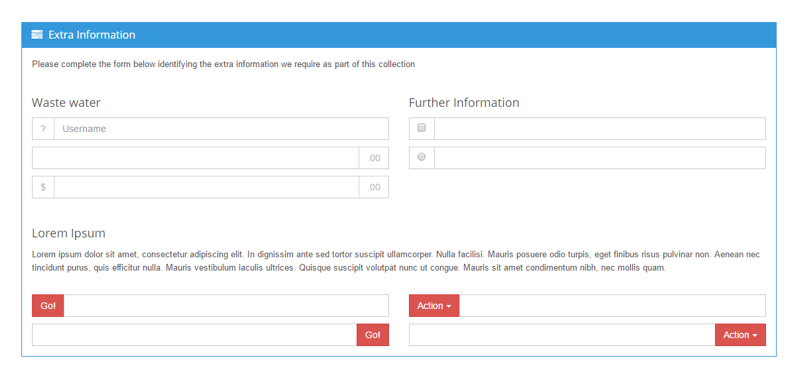 Extra Information
Please complete the form below identifying the extra information we require as part of this collection
Waste water
? Username
.00
$ .00
Further Information
Lorem Ipsum
Lorem ipsum dolor sit amet, consectetur adipiscing elit. In dignissim ante sed tortor suscipit ullamcorper. Nulla facilisi. Mauris posuere odio turpis, eget finibus risus pulvinar non. Aenean nec
tincidunt purus, quis efficitur nulla. Mauris vestibulum iaculis ultrices. Quisque suscipit volutpat nunc ut congue. Mauris sit amet condimentum nibh, nec mollis quam.
Go!
Action
Go!
Action